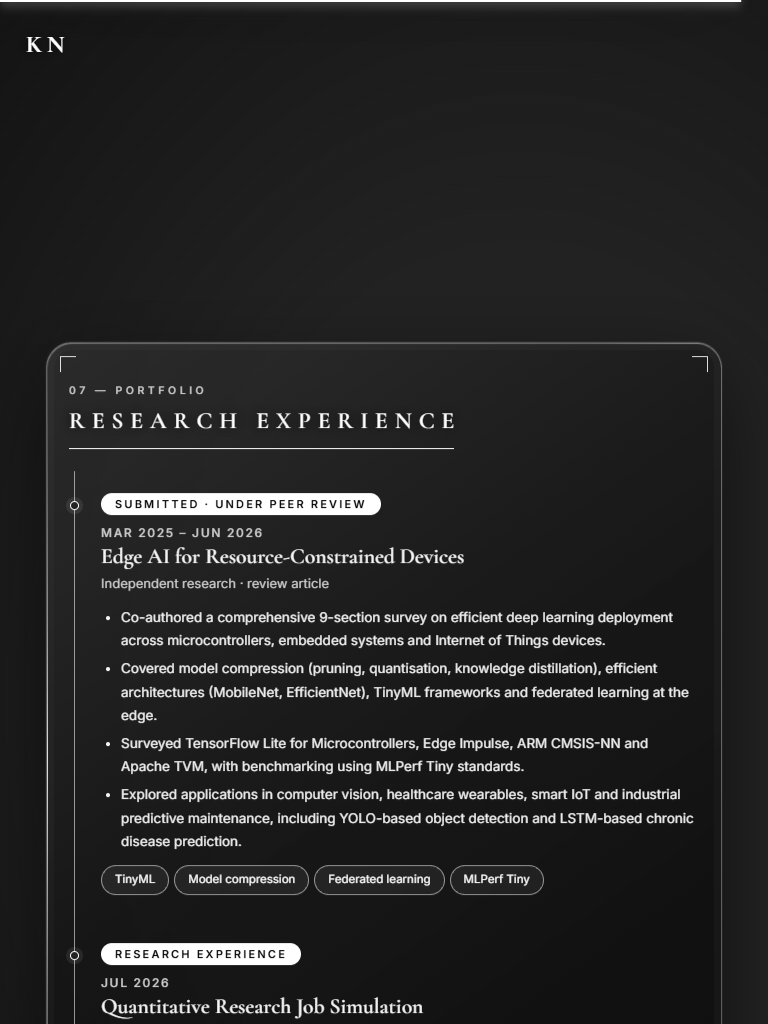 KN
07 — PORTFOLIO
RESEARCH EXPERIENCE
SUBMITTED · UNDER PEER REVIEW
MAR 2025 – JUN 2026
Edge AI for Resource-Constrained Devices
Independent research · review article
• Co-authored a comprehensive 9-section survey on efficient deep learning deployment
across microcontrollers, embedded systems and Internet of Things devices.
• Covered model compression (pruning, quantisation, knowledge distillation), efficient
architectures (MobileNet, EfficientNet), TinyML frameworks and federated learning at the
edge.
• Surveyed TensorFlow Lite for Microcontrollers, Edge Impulse, ARM CMSIS-NN and
Apache TVM, with benchmarking using MLPerf Tiny standards.
• Explored applications in computer vision, healthcare wearables, smart IoT and industrial
predictive maintenance, including YOLO-based object detection and LSTM-based chronic
disease prediction.
TinyML Model compression Federated learning MLPerf Tiny
RESEARCH EXPERIENCE
JUL 2026
Quantitative Research Job Simulation